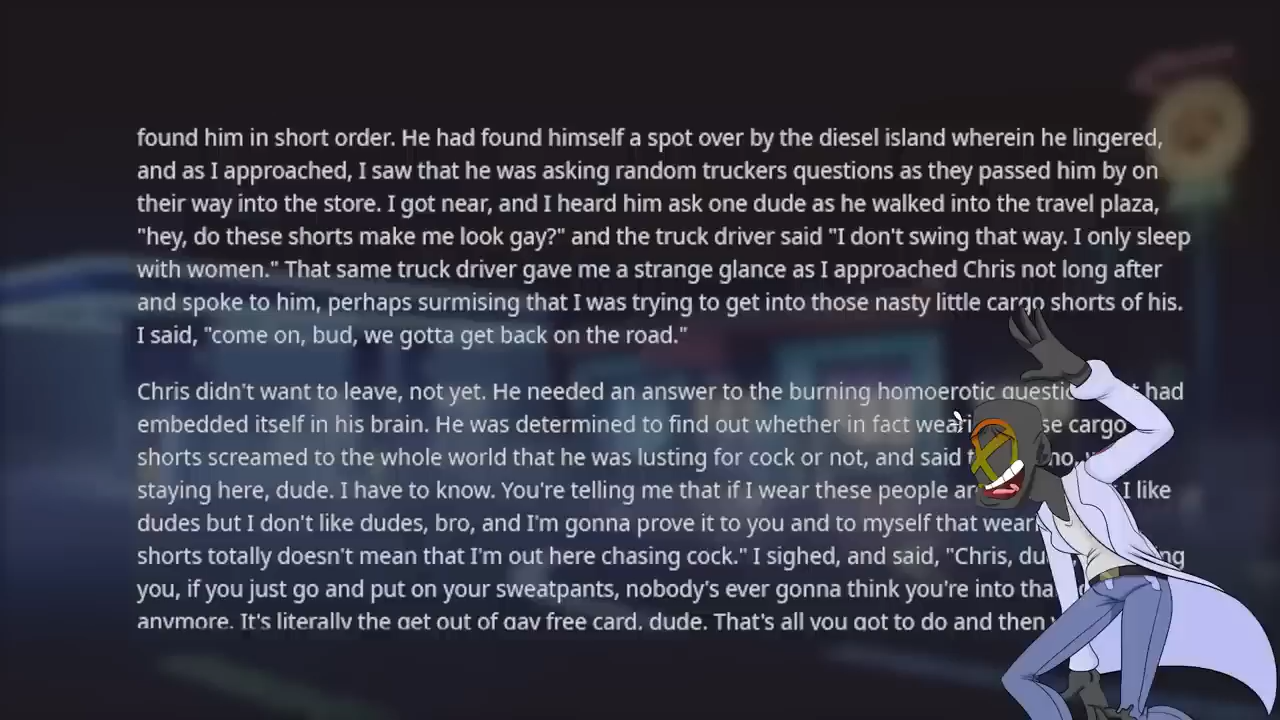 found him in short order. He had found himself a spot over by the diesel island wherein he lingered,
and as I approached, I saw that he was asking random truckers questions as they passed him by on
their way into the store. I got near, and I heard him ask one dude as he walked into the travel plaza,
"hey, do these shorts make me look gay?" and the truck driver said "I don't swing that way. I only sleep
with women." That same truck driver gave me a strange glance as I approached Chris not long after
and spoke to him, perhaps surmising that I was trying to get into those nasty little cargo shorts of his.
I said, "come on, bud, we gotta get back on the road."
Chris didn't want to leave, not yet. He needed an answer to the burning homoerotic had
embedded itself in his brain. He was determined to find out whether in fact cargo
shorts screamed to the whole world that he was lusting for cock or not, and said
staying here, dude. I have to know. You're telling me that if I wear these people I like
dudes but I don't like dudes, bro, and I'm gonna prove it to you and to myself that
shorts totally doesn't mean that I'm out here chasing cock." I sighed, and said, "Chris,
you, if you just go and put on your sweatpants, nobody's ever gonna think you're into
anymore. It's literally the get out of gay free card, dude. That's all you got to do and then